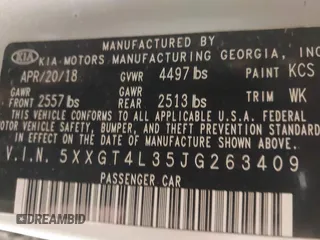 MANUFACTURED BY
KIA KIA MOTORS MANUFACTURING GEORGIA, INC
APR/20/18 GVWR 4497 lbs PAINT KCS
GAWR GAWR
FRONT 2557 lbs REAR 2513 lbs TRIM WK
THIS VEHICLE CONFORMS TO ALL APPLICABLE U.S.
FEDERAL MOTOR VEHICLE SAFETY, BUMPER, AND THEFT PREVENTION
STANDARDS IN EFFECT ON THE DATE OF MANUFACTURE SHOWN ABOVE.
V.I.N. 5XXGT4L35JG263409
PASSENGER CAR
DREAMBID